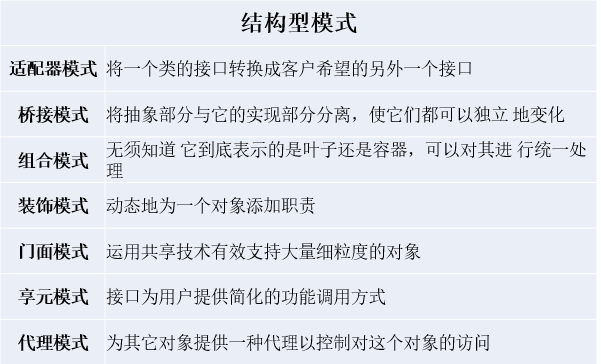 结构型模式
适配器模式 将一个类的接口转换成客户希望的另外一个接口
桥接模式 将抽象部分与它的实现部分分离，使它们都可以独立 地变化
组合模式 无须知道 它到底表示的是叶子还是容器，可以对其进 行统一处
理
装饰模式 动态地为一个对象添加职责
门面模式 运用共享技术有效支持大量细粒度的对象
享元模式 接口为用户提供简化的功能调用方式
代理模式 为其它对象提供一种代理以控制对这个对象的访问